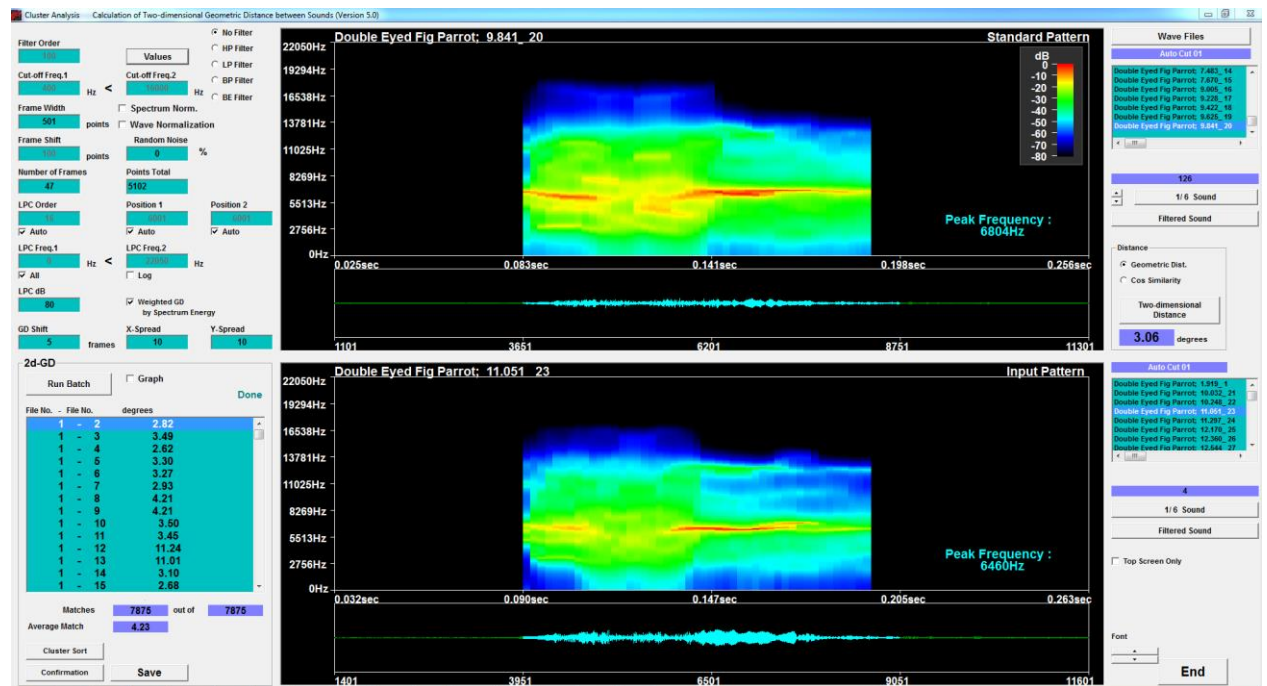 Cluster Analysis Calculation of Two-dimensional Geometric Distance between Sounds (Version 5.0)
Filter Order
Values
No Filter
HP Filter
LP Filter
BP Filter
BE Filter
Cut-off Freq.1
Hz
<
Cut-off Freq.2
Hz
Frame Width
501
points
Spectrum Norm.
Wave Normalization
Frame Shift
100
points
Random Noise
0
%
Number of Frames
47
Points Total
5102
LPC Order
Position 1
6001
Position 2
6001
Auto
Auto
Auto
LPC Freq.1
Hz
<
LPC Freq.2
22050
Hz
All
Log
LPC dB
80
Weighted GD
by Spectrum Energy
GD Shift
5
frames
X-Spread
10
Y-Spread
10
2d-GD
Run Batch
Graph
Done
File No. - File No. degrees
1 - 2 2.82
1 - 3 3.49
1 - 4 2.62
1 - 5 3.30
1 - 6 3.27
1 - 7 2.93
1 - 8 4.21
1 - 9 4.21
1 - 10 3.50
1 - 11 3.45
1 - 12 11.24
1 - 13 11.01
1 - 14 3.10
1 - 15 2.68
Matches 7875 out of 7875
Average Match 4.23
Cluster Sort
Confirmation
Save
Double Eyed Fig Parrot; 9.841_ 20
Standard Pattern
22050Hz
19294Hz
16538Hz
13781Hz
11025Hz
8269Hz
5513Hz
2756Hz
0Hz
dB
0
-10
-20
-30
-40
-50
-60
-70
-80
Peak Frequency :
6804Hz
0.025sec 0.083sec 0.141sec 0.198sec 0.256sec
1101 3651 6201 8751 11301
Double Eyed Fig Parrot; 11.051 23
Input Pattern
22050Hz
19294Hz
16538Hz
13781Hz
11025Hz
8269Hz
5513Hz
2756Hz
0Hz
Peak Frequency :
6460Hz
0.032sec 0.090sec 0.147sec 0.205sec 0.263sec
1401 3951 6501 9051 11601
Wave Files
Auto Cut 01
Double Eyed Fig Parrot; 7.483_ 14
Double Eyed Fig Parrot; 7.670_ 15
Double Eyed Fig Parrot; 9.005_ 16
Double Eyed Fig Parrot; 9.228_ 17
Double Eyed Fig Parrot; 9.422_ 18
Double Eyed Fig Parrot; 9.625_ 19
Double Eyed Fig Parrot; 9.841_ 20
126
1/ 6 Sound
Filtered Sound
Distance
Geometric Dist.
Cos Similarity
Two-dimensional
Distance
3.06 degrees
Auto Cut 01
Double Eyed Fig Parrot; 1.919_ 1
Double Eyed Fig Parrot; 10.032_ 21
Double Eyed Fig Parrot; 10.248_ 22
Double Eyed Fig Parrot; 11.051_ 23
Double Eyed Fig Parrot; 11.287_ 24
Double Eyed Fig Parrot; 12.170_ 25
Double Eyed Fig Parrot; 12.360_ 26
Double Eyed Fig Parrot; 12.544_ 27
4
1/ 6 Sound
Filtered Sound
Top Screen Only
Font
End